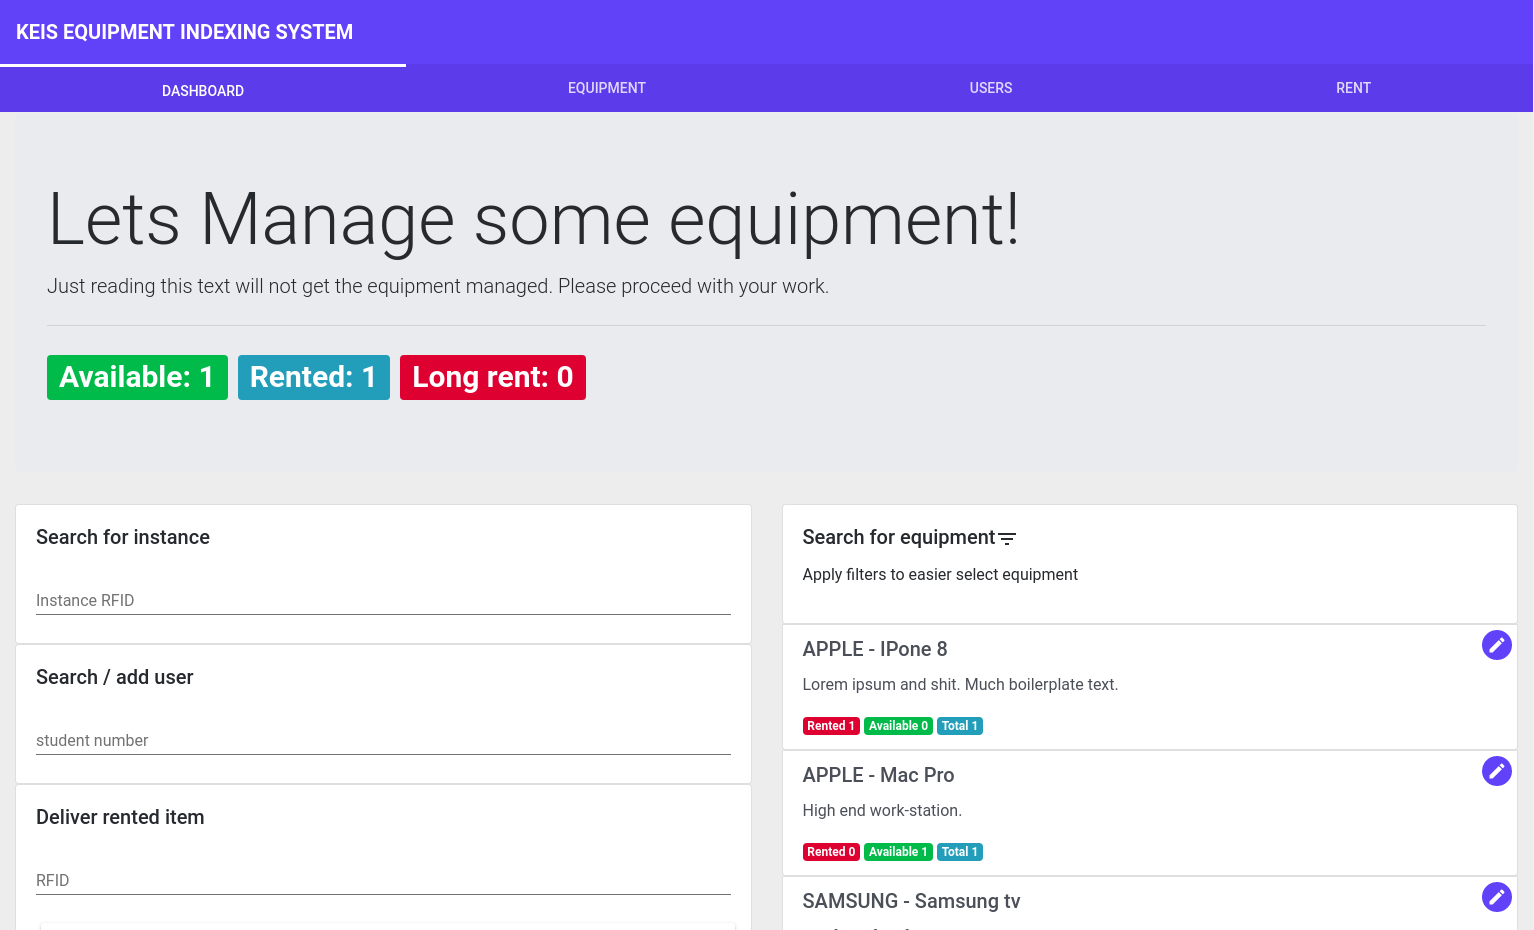 KEIS EQUIPMENT INDEXING SYSTEM
DASHBOARD
EQUIPMENT
USERS
RENT
Lets Manage some equipment!
Just reading this text will not get the equipment managed. Please proceed with your work.
Available: 1
Rented: 1
Long rent: 0
Search for instance
Instance RFID
Search / add user
student number
Deliver rented item
RFID
Search for equipment
Apply filters to easier select equipment
APPLE - IPone 8
Lorem ipsum and shit. Much boilerplate text.
Rented 1
Available 0
Total 1
APPLE - Mac Pro
High end work-station.
Rented 0
Available 1
Total 1
SAMSUNG - Samsung tv